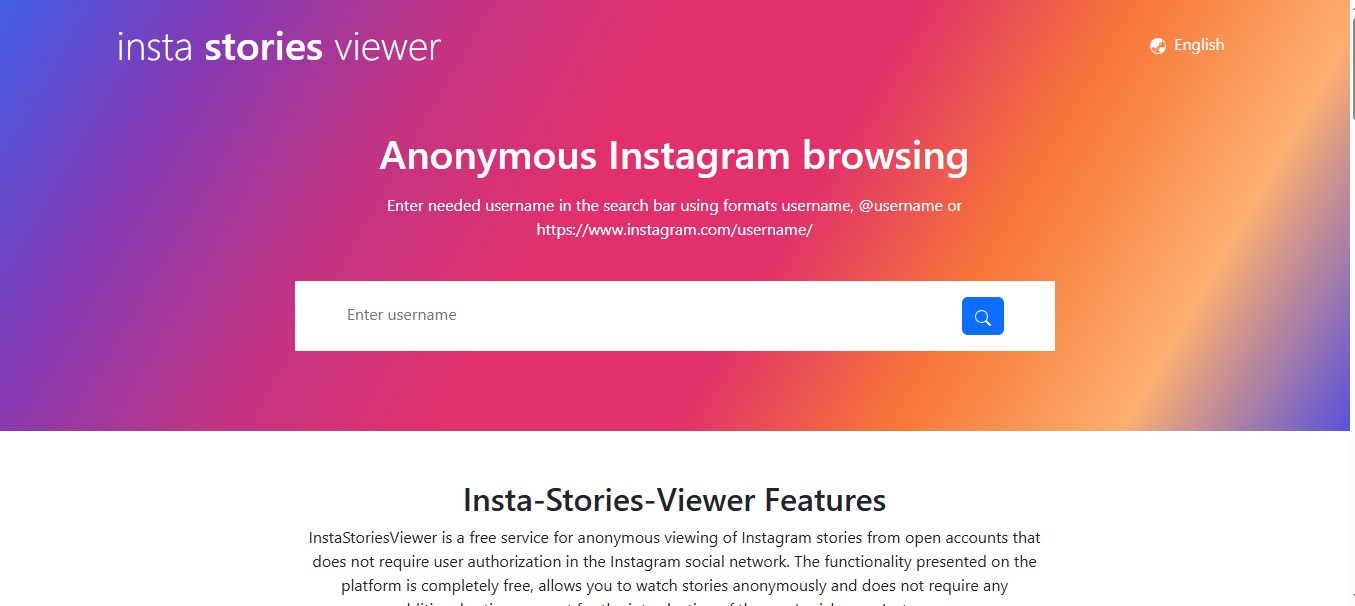 insta stories viewer
English
Anonymous Instagram browsing
Enter needed username in the search bar using formats username, @username or
https://www.instagram.com/username/
Enter username
Insta-Stories-Viewer Features
InstaStoriesViewer is a free service for anonymous viewing of Instagram stories from open accounts that
does not require user authorization in the Instagram social network. The functionality presented on the
platform is completely free, allows you to watch stories anonymously and does not require any